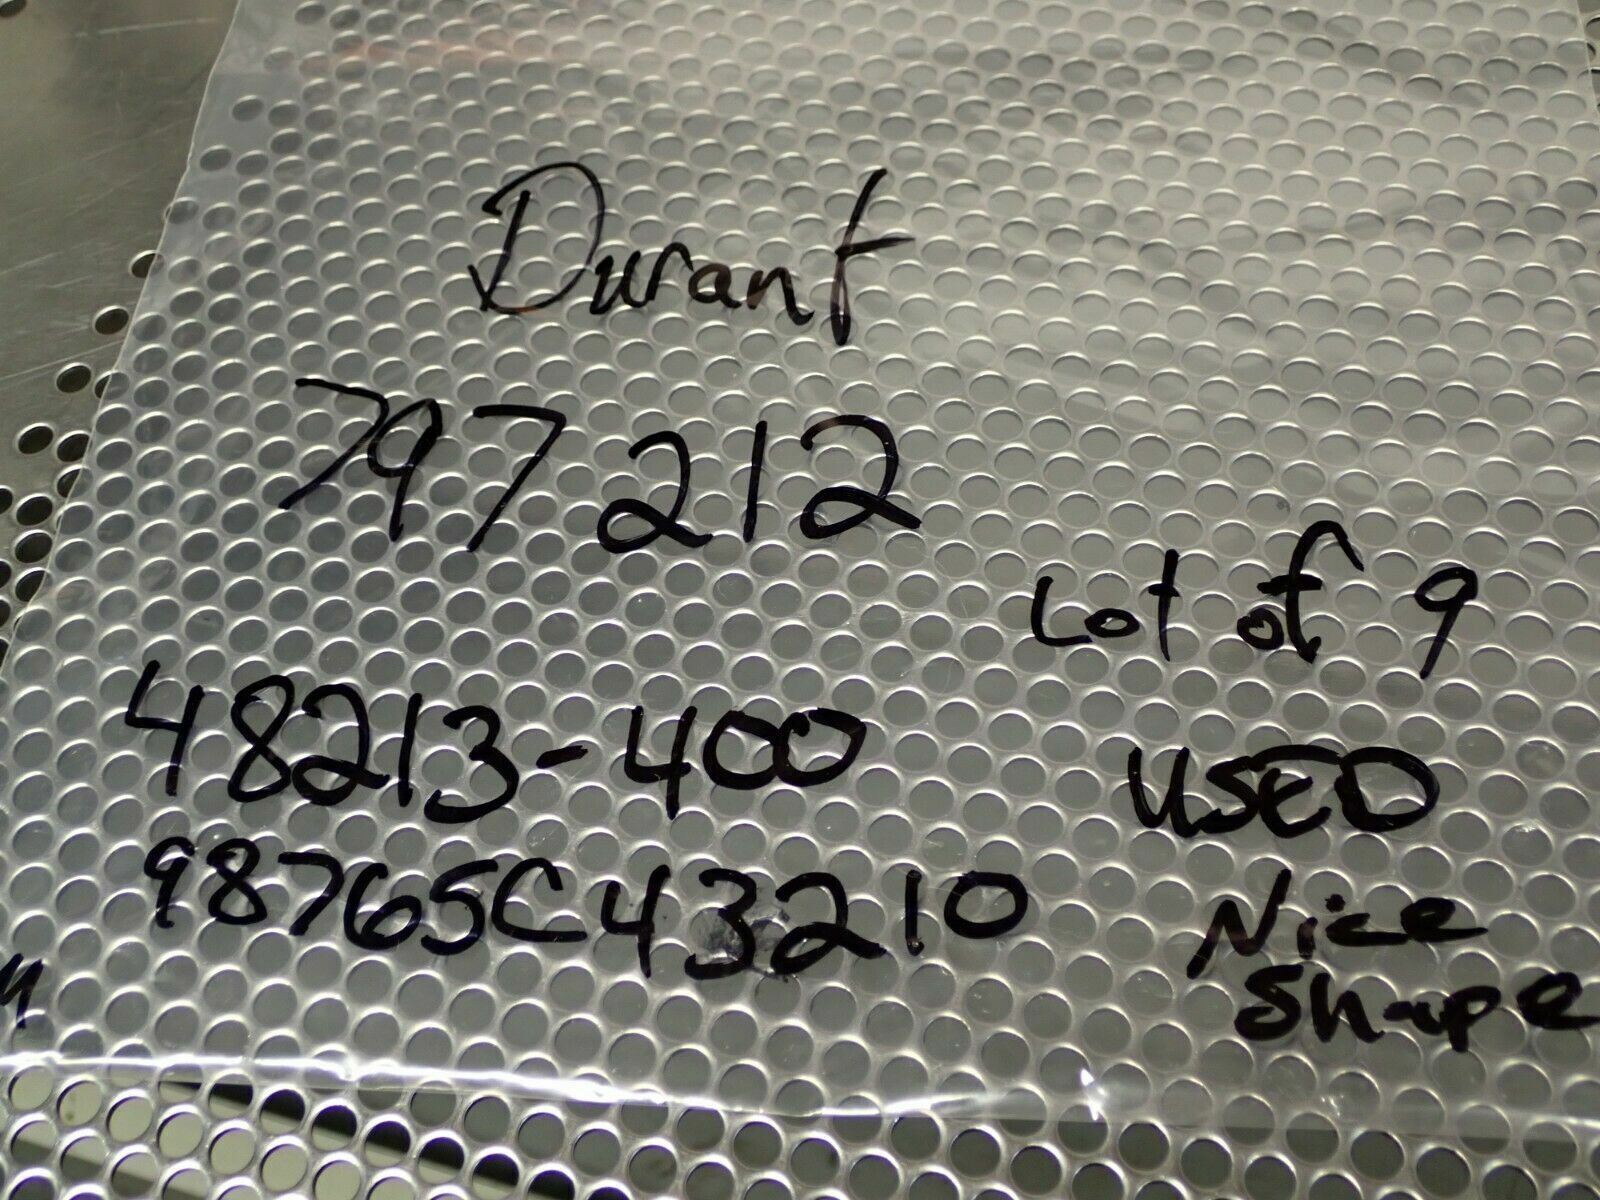 Durant
797212
Lot of 9
48213-400
USED
98765C43210
Nice
Shape